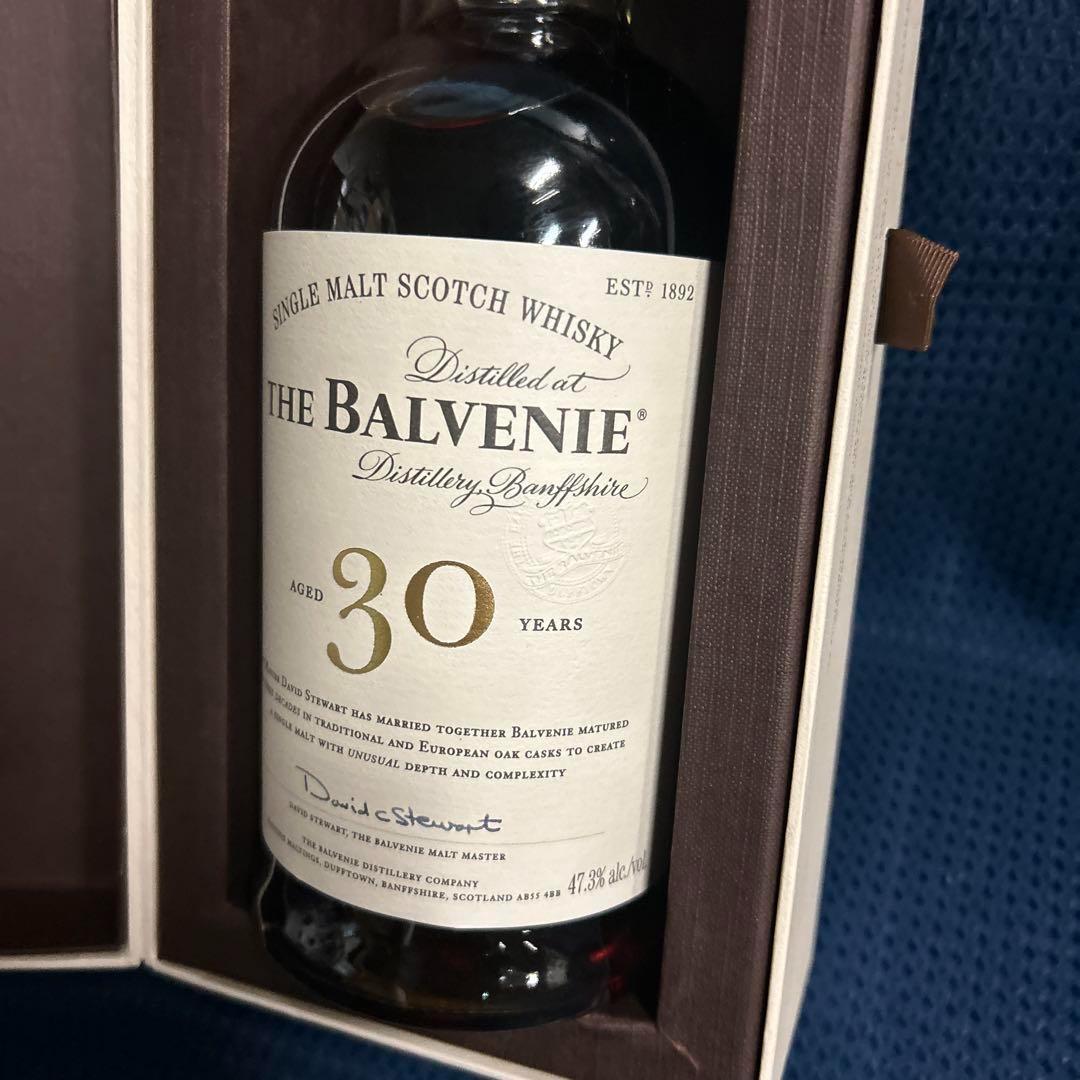 SINGLE MALT SCOTCH WHISKY
ESTD 1892
Distilled at
THE BALVENIE®
Distillery, Banffshire
THE BALVENIE
AGED 30 YEARS
DAVID STEWART HAS MARRIED TOGETHER BALVENIE MATURED
DECADES IN TRADITIONAL AND EUROPEAN OAK CASKS TO CREATE
A SINGLE MALT WITH UNUSUAL DEPTH AND COMPLEXITY
David C Stewart
DAVID STEWART, THE BALVENIE MALT MASTER
THE BALVENIE DISTILLERY COMPANY
MALTINGS, DUFFTOWN, BANFFSHIRE, SCOTLAND AB55 4BB
47.3% alc./vol.